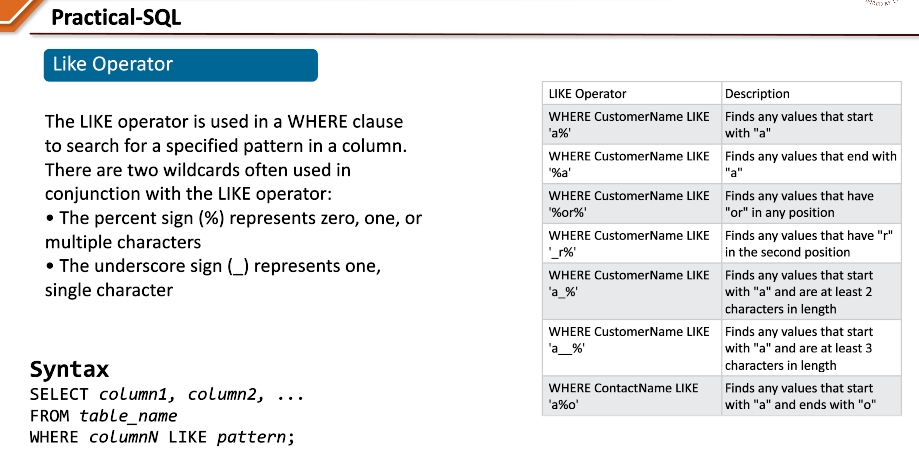 Practical-SQL
Like Operator
The LIKE operator is used in a WHERE clause
to search for a specified pattern in a column.
There are two wildcards often used in
conjunction with the LIKE operator:
• The percent sign (%) represents zero, one, or
multiple characters
• The underscore sign (_) represents one,
single character
Syntax
SELECT column1, column2, ...
FROM table_name
WHERE columnN LIKE pattern;
LIKE Operator Description
WHERE CustomerName LIKE Finds any values that start
'a%' with "a"
WHERE CustomerName LIKE Finds any values that end with
'%a' "a"
WHERE CustomerName LIKE Finds any values that have
'%or%' "or" in any position
WHERE CustomerName LIKE Finds any values that have "r"
'_r%' in the second position
WHERE CustomerName LIKE Finds any values that start
'a_%' with "a" and are at least 2
characters in length
WHERE CustomerName LIKE Finds any values that start
'a__%' with "a" and are at least 3
characters in length
WHERE ContactName LIKE Finds any values that start
'a%o' with "a" and ends with "o"